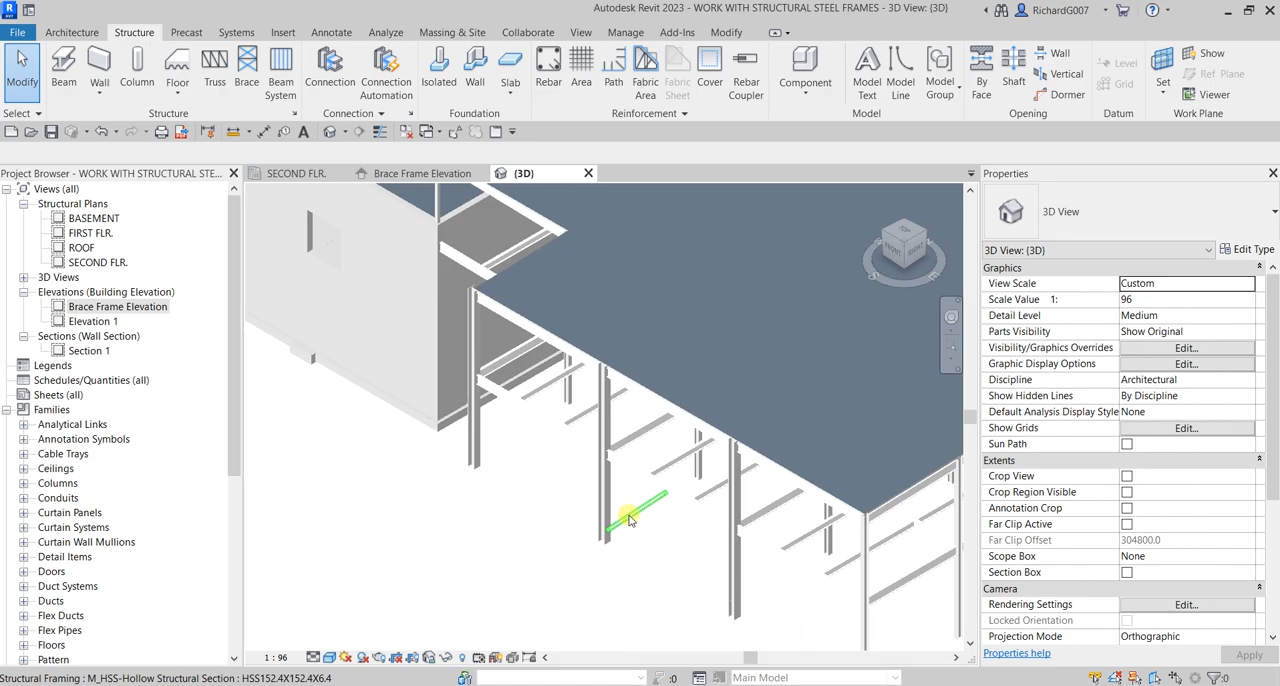 Autodesk Revit 2023 - WORK WITH STRUCTURAL STEEL FRAMES - 3D View: {3D}
RichardG007
File Architecture Structure Precast Systems Insert Annotate Analyze Massing & Site Collaborate View Manage Add-Ins Modify
Modify Beam Wall Column Floor Truss Brace Beam System Connection Connection Automation Isolated Wall Slab Rebar Area Path Fabric Area Fabric Sheet Cover Rebar Coupler Component Model Text Model Line Model Group By Face Shaft Wall Vertical Dormer Level Grid Set Show Ref Plane Viewer
Select Structure Connection Foundation Reinforcement Model Opening Datum Work Plane
Project Browser - WORK WITH STRUCTURAL STE...
SECOND FLR. Brace Frame Elevation {3D}
Views (all)
Structural Plans
BASEMENT
FIRST FLR.
ROOF
SECOND FLR.
3D Views
Elevations (Building Elevation)
Brace Frame Elevation
Elevation 1
Sections (Wall Section)
Section 1
Legends
Schedules/Quantities (all)
Sheets (all)
Families
Analytical Links
Annotation Symbols
Cable Trays
Ceilings
Columns
Conduits
Curtain Panels
Curtain Systems
Curtain Wall Mullions
Detail Items
Doors
Duct Systems
Ducts
Flex Ducts
Flex Pipes
Floors
Pattern
TOP
FRONT RIGHT
Properties
3D View
3D View: {3D} Edit Type
Graphics
View Scale Custom
Scale Value 1: 96
Detail Level Medium
Parts Visibility Show Original
Visibility/Graphics Overrides Edit...
Graphic Display Options Edit...
Discipline Architectural
Show Hidden Lines By Discipline
Default Analysis Display Style None
Show Grids Edit...
Sun Path
Extents
Crop View
Crop Region Visible
Annotation Crop
Far Clip Active
Far Clip Offset 304800.0
Scope Box None
Section Box
Camera
Rendering Settings Edit...
Locked Orientation
Projection Mode Orthographic
Properties help Apply
1 : 96
Structural Framing : M_HSS-Hollow Structural Section : HSS152.4X152.4X6.4
:0 Main Model :0